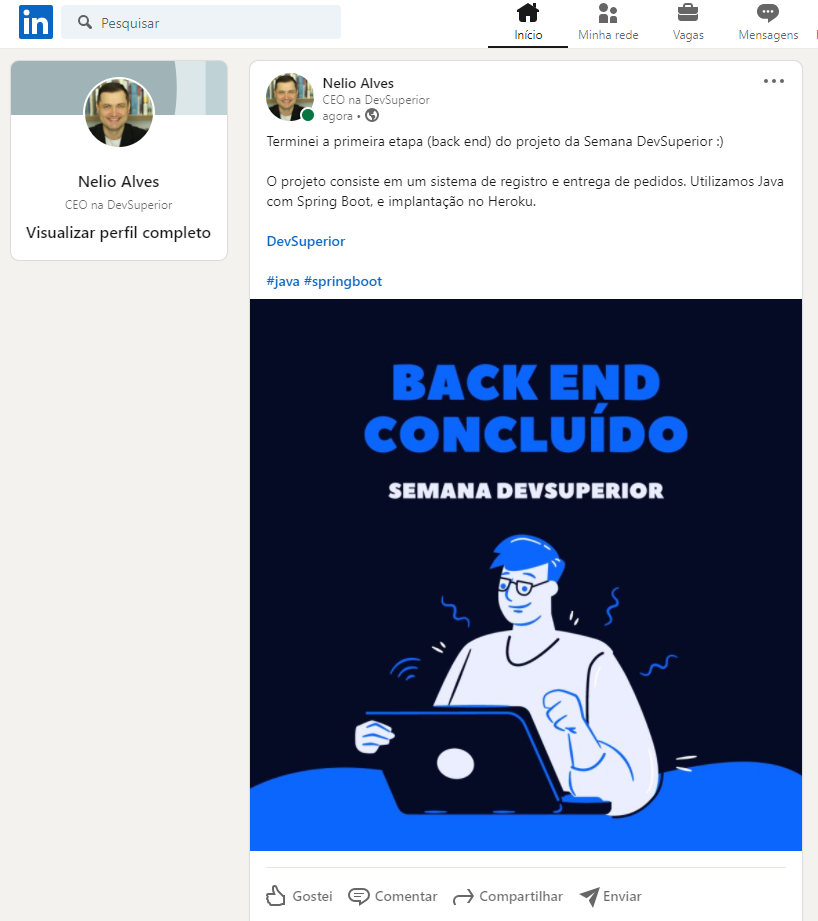 in
Pesquisar
Início
Minha rede
Vagas
Mensagens
Nelio Alves
CEO na DevSuperior
Visualizar perfil completo
Nelio Alves
CEO na DevSuperior
agora •
Terminei a primeira etapa (back end) do projeto da Semana DevSuperior :)
O projeto consiste em um sistema de registro e entrega de pedidos. Utilizamos Java
com Spring Boot, e implantação no Heroku.
DevSuperior
#java #springboot
BACK END
CONCLUÍDO
SEMANA DEVSUPERIOR
Gostei
Comentar
Compartilhar
Enviar